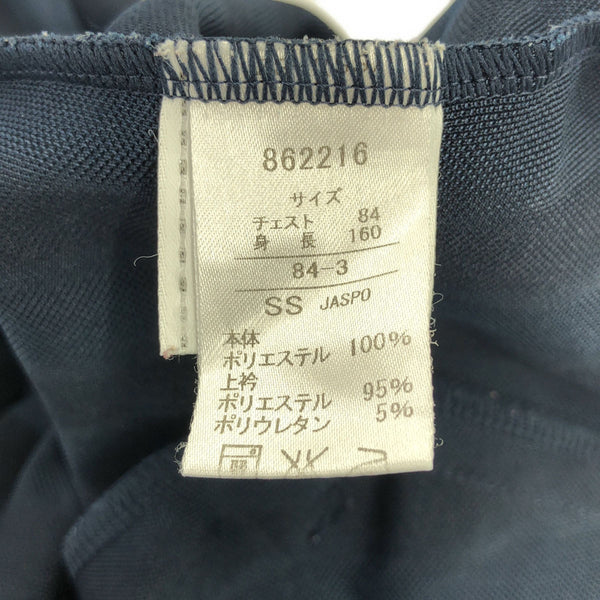 862216
サイズ
チェスト 84
身長 160
84-3
SS JASPO
本体
ポリエステル 100%
上衿
ポリエステル 95%
ポリウレタン 5%